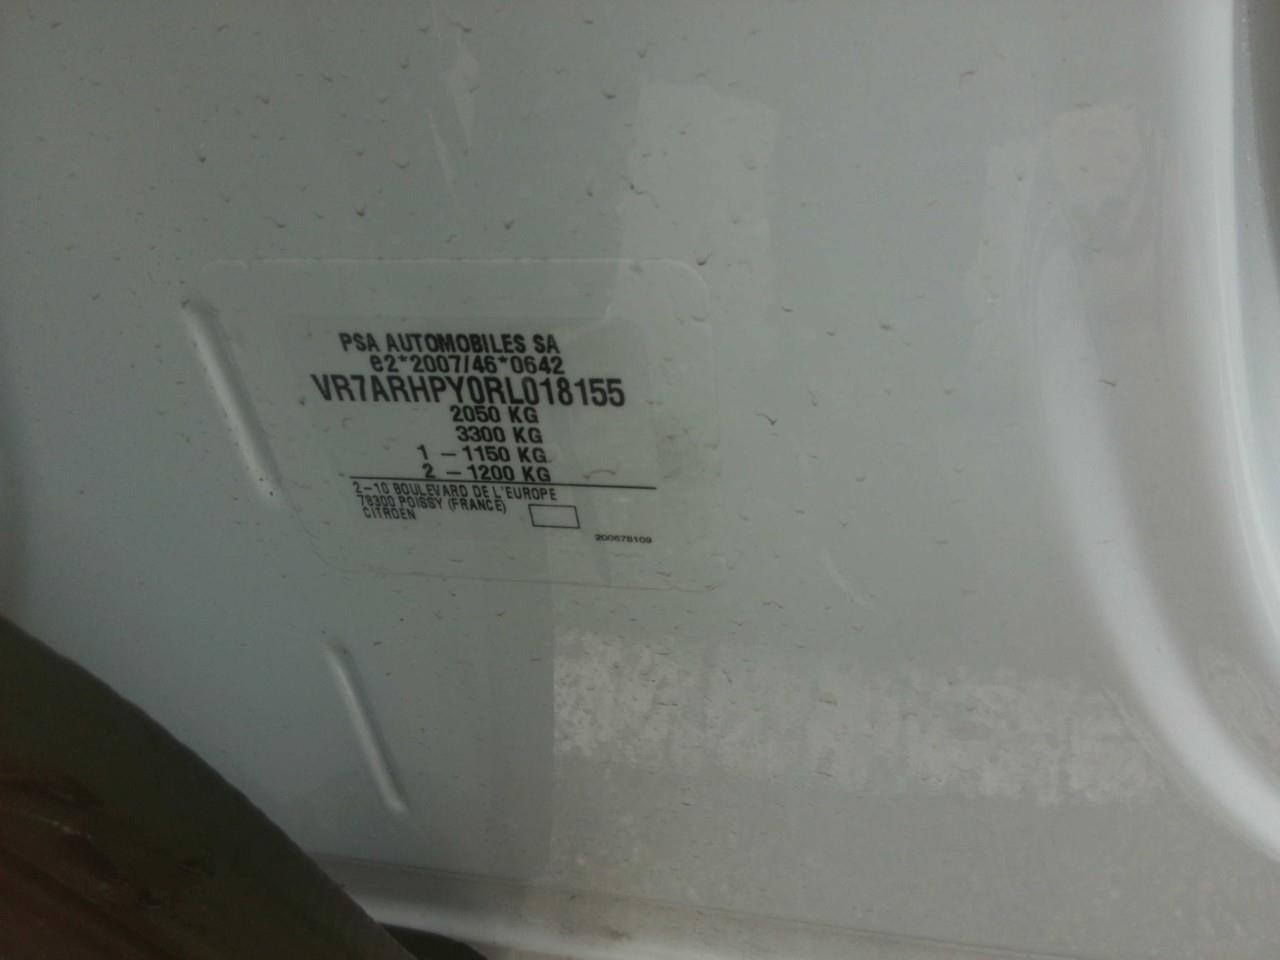 PSA AUTOMOBILES SA
e2*2007/46*0642
VR7ARHPY0RL018155
2050 KG
3300 KG
1 – 1150 KG
2 – 1200 KG
2–10 BOULEVARD DE L'EUROPE
78300 POISSY (FRANCE)
CITROEN
200678109